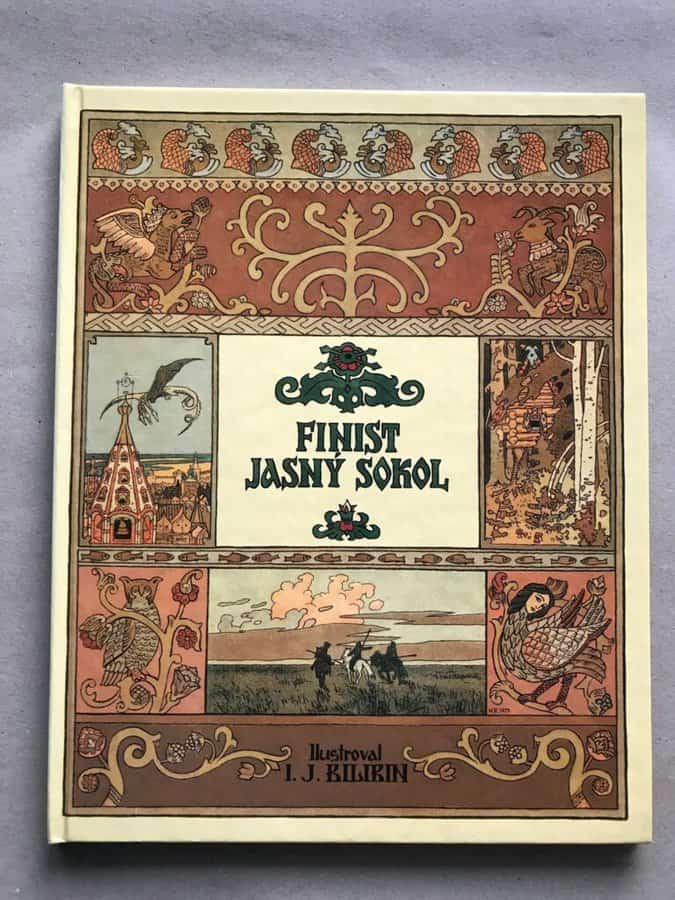 FINIST
JASNÝ SOKOL
Ilustroval
I. J. BILIBIN